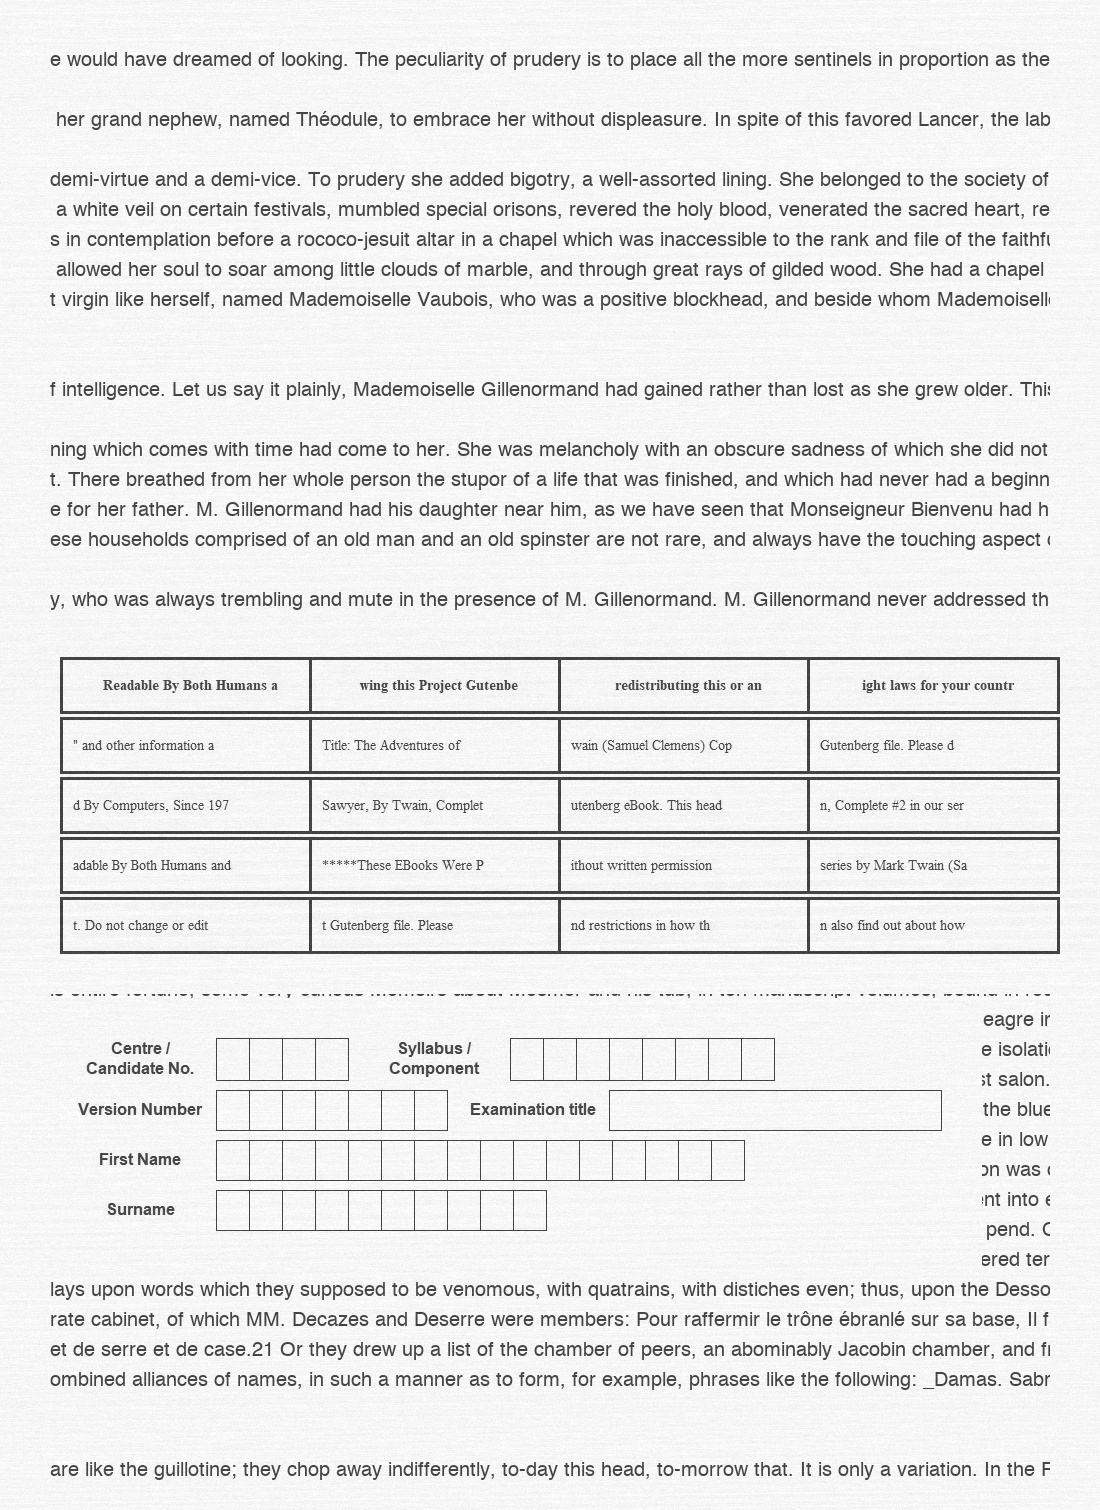 e would have dreamed of looking. The peculiarity of prudery is to place all the more sentinels in proportion as the
her grand nephew, named Théodule, to embrace her without displeasure. In spite of this favored Lancer, the lab
demi-virtue and a demi-vice. To prudery she added bigotry, a well-assorted lining. She belonged to the society of
a white veil on certain festivals, mumbled special orisons, revered the holy blood, venerated the sacred heart, re
s in contemplation before a rococo-jesuit altar in a chapel which was inaccessible to the rank and file of the faithfu
allowed her soul to soar among little clouds of marble, and through great rays of gilded wood. She had a chapel
t virgin like herself, named Mademoiselle Vaubois, who was a positive blockhead, and beside whom Mademoiselle
f intelligence. Let us say it plainly, Mademoiselle Gillenormand had gained rather than lost as she grew older. This
ning which comes with time had come to her. She was melancholy with an obscure sadness of which she did not
t. There breathed from her whole person the stupor of a life that was finished, and which had never had a beginn
e for her father. M. Gillenormand had his daughter near him, as we have seen that Monseigneur Bienvenu had h
ese households comprised of an old man and an old spinster are not rare, and always have the touching aspect
y, who was always trembling and mute in the presence of M. Gillenormand. M. Gillenormand never addressed th
Readable By Both Humans a wing this Project Gutenbe redistributing this or an ight laws for your countr
" and other information a Title: The Adventures of wain (Samuel Clemens) Cop Gutenberg file. Please d
d By Computers, Since 197 Sawyer, By Twain, Complet utenberg eBook. This head n, Complete #2 in our ser
adable By Both Humans and *****These EBooks Were P ithout written permission series by Mark Twain (Sa
t. Do not change or edit t Gutenberg file. Please nd restrictions in how th n also find out about how
eagre in
Centre / Candidate No. Syllabus / Component e isolati
st salon.
Version Number Examination title the blue
e in low
First Name on was
ent into e
Surname pend.
ered ter
lays upon words which they supposed to be venomous, with quatrains, with distiches even; thus, upon the Desso
rate cabinet, of which MM. Decazes and Deserre were members: Pour raffermir le trône ébranlé sur sa base, Il f
et de serre et de case.21 Or they drew up a list of the chamber of peers, an abominably Jacobin chamber, and fr
ombined alliances of names, in such a manner as to form, for example, phrases like the following: _Damas. Sabr
are like the guillotine; they chop away indifferently, to-day this head, to-morrow that. It is only a variation. In the F